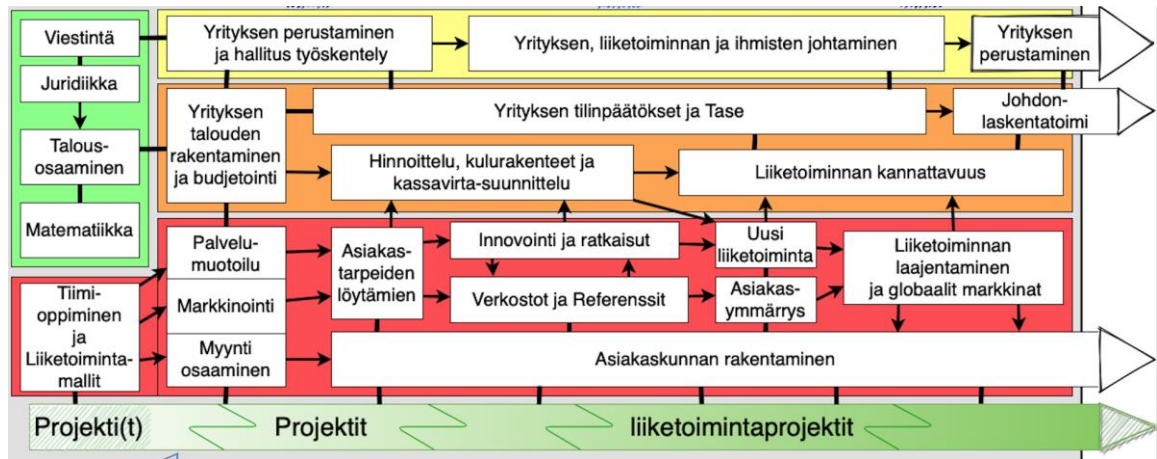 Viestintä
Juridiikka
Talous-
osaaminen
Matematiikka
Yrityksen perustaminen
ja hallitus työskentely
Yrityksen, liiketoiminnan ja ihmisten johtaminen
Yrityksen
perustaminen
Yrityksen
talouden
rakentaminen
ja budjetointi
Yrityksen tilinpäätökset ja Tase
Johdon-
laskentatoimi
Hinnoittelu, kulurakenteet ja
kassavirta-suunnittelu
Liiketoiminnan kannattavuus
Tiimi-
oppiminen
ja
Liiketoiminta-
mallit
Palvelu-
muotoilu
Markkinointi
Myynti
osaaminen
Asiakas-
tarpeiden
löytämien
Innovointi ja ratkaisut
Verkostot ja Referenssit
Uusi
liiketoiminta
Asiakas-
ymmärrys
Liiketoiminnan
laajentaminen
ja globaalit markkinat
Asiakaskunnan rakentaminen
Projekti(t)
Projektit
liiketoimintaprojektit